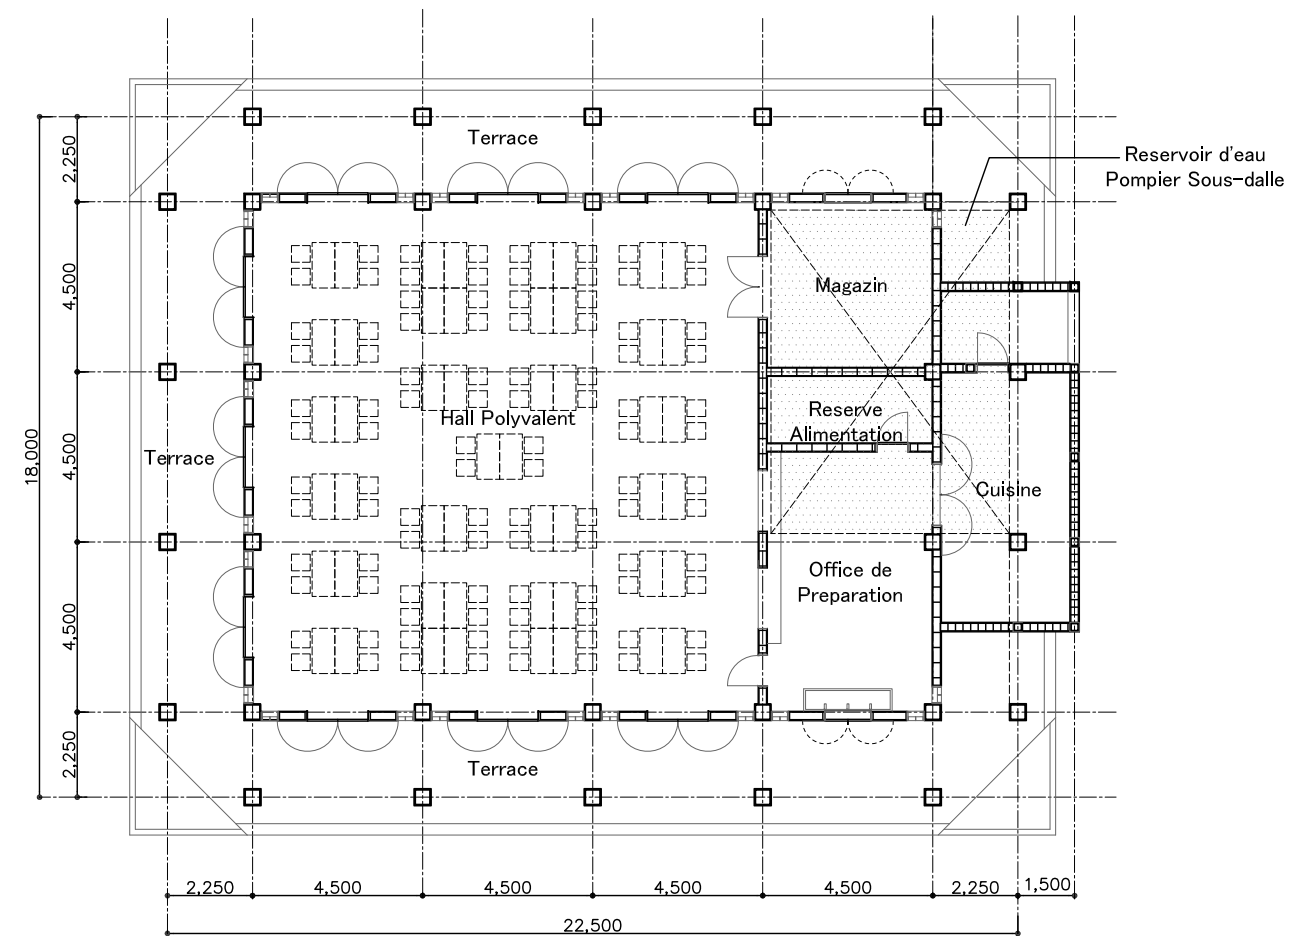 Terrace
Reservoir d'eau
Pompier Sous-dalle
2,250
4,500
Magazin
18,000
4,500
Terrace
Hall Polyvalent
Reserve
Alimentation
Cuisine
Office de
Preparation
4,500
2,250
Terrace
2,250
4,500
4,500
4,500
4,500
2,250
1,500
22,500